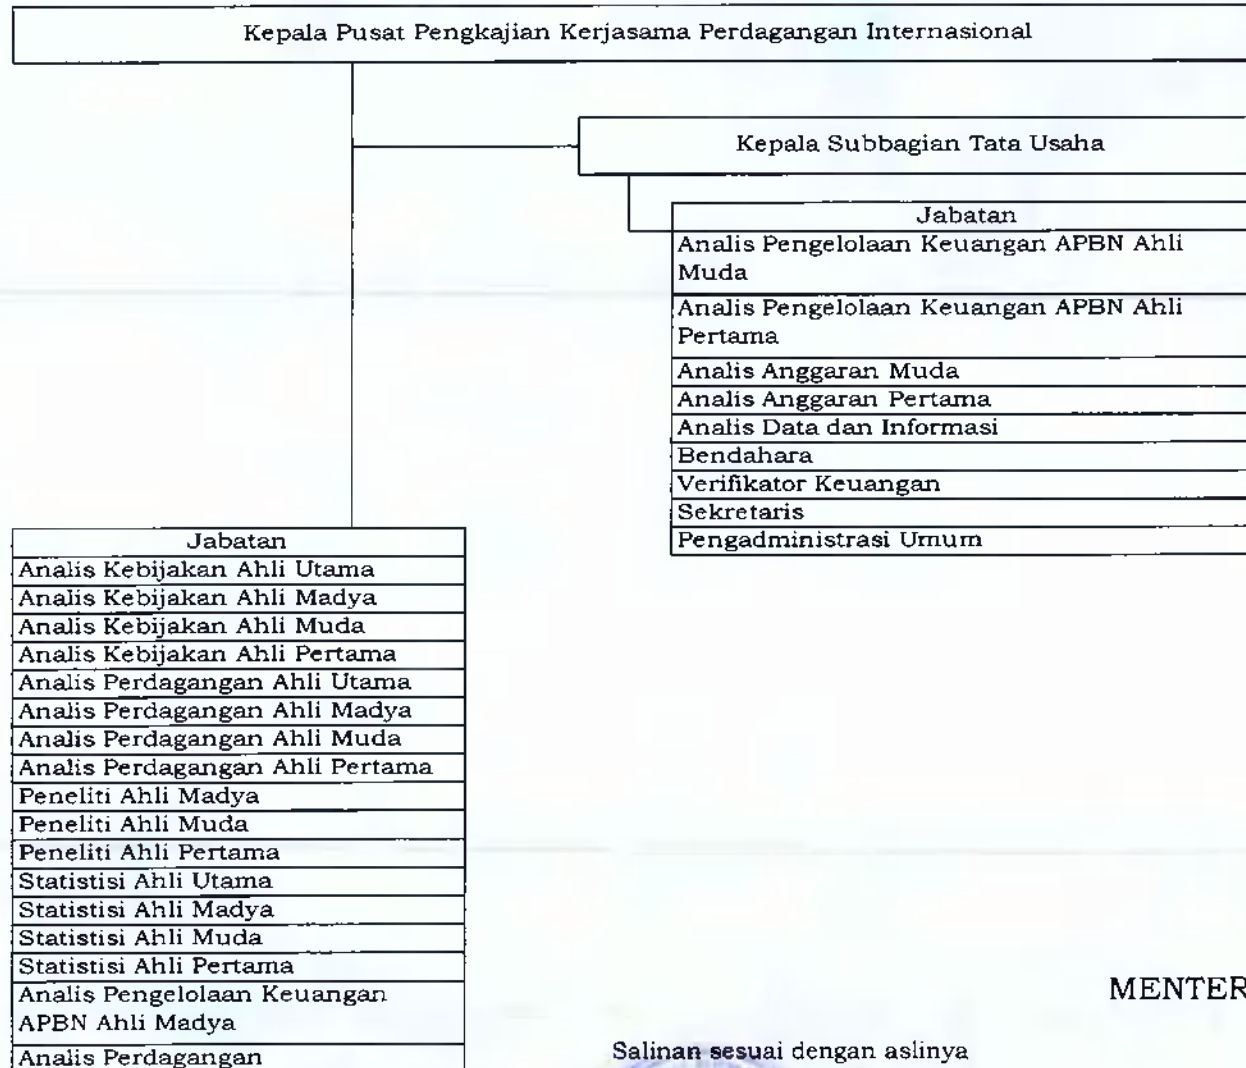 Kepala Pusat Pengkajian Kerjasama Perdagangan Internasional
Kepala Subbagian Tata Usaha
Jabatan
Analis Pengelolaan Keuangan APBN Ahli
Muda
Analis Pengelolaan Keuangan APBN Ahli
Pertama
Analis Anggaran Muda
Analis Anggaran Pertama
Analis Data dan Informasi
Bendahara
Verifikator Keuangan
Sekretaris
Pengadministrasi Umum
Jabatan
Analis Kebijakan Ahli Utama
Analis Kebijakan Ahli Madya
Analis Kebijakan Ahli Muda
Analis Kebijakan Ahli Pertama
Analis Perdagangan Ahli Utama
Analis Perdagangan Ahli Madya
Analis Perdagangan Ahli Muda
Analis Perdagangan Ahli Pertama
Peneliti Ahli Madya
Peneliti Ahli Muda
Peneliti Ahli Pertama
Statistisi Ahli Utama
Statistisi Ahli Madya
Statistisi Ahli Muda
Statistisi Ahli Pertama
Analis Pengelolaan Keuangan
APBN Ahli Madya
Analis Perdagangan
MENTER
Salinan sesuai dengan aslinya